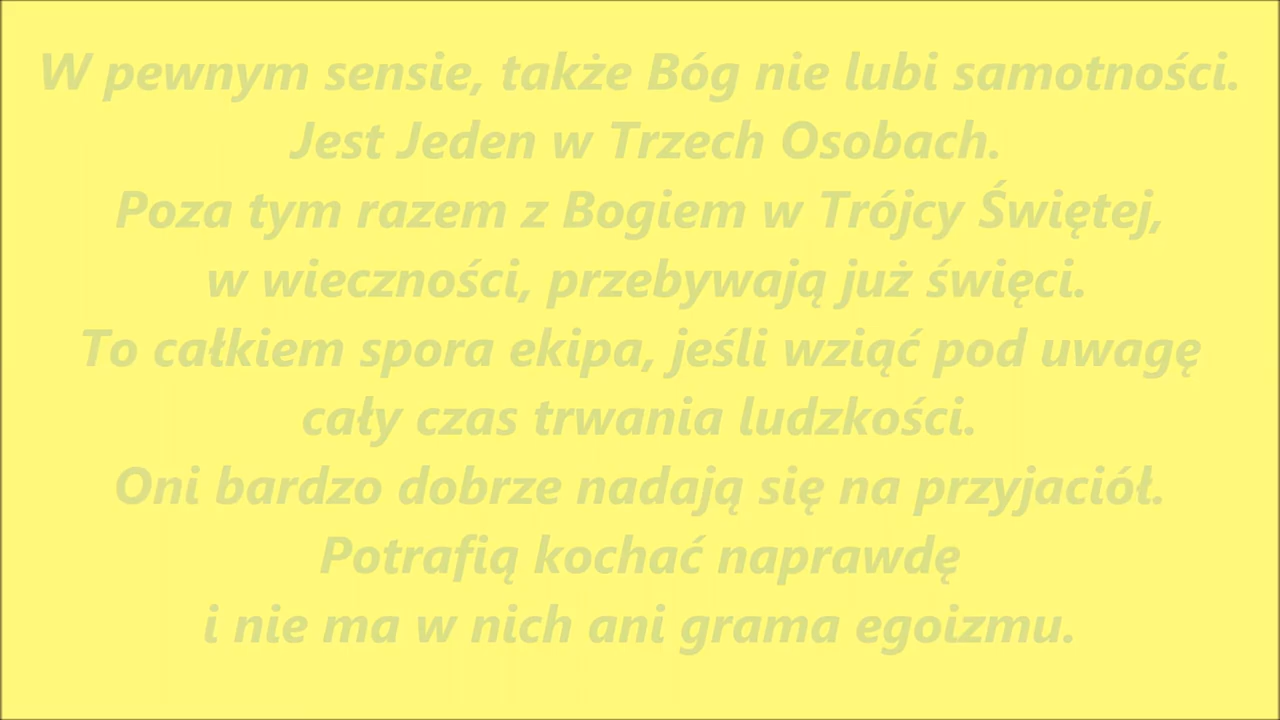 W pewnym sensie, także Bóg nie lubi samotności.
Jest Jeden w Trzech Osobach.
Poza tym razem z Bogiem w Trójcy Świętej,
w wieczności, przebywają już święci.
To całkiem spora ekipa, jeśli wziąć pod uwagę
cały czas trwania ludzkości.
Oni bardzo dobrze nadają się na przyjaciół.
Potrafią kochać naprawdę
i nie ma w nich ani grama egoizmu.